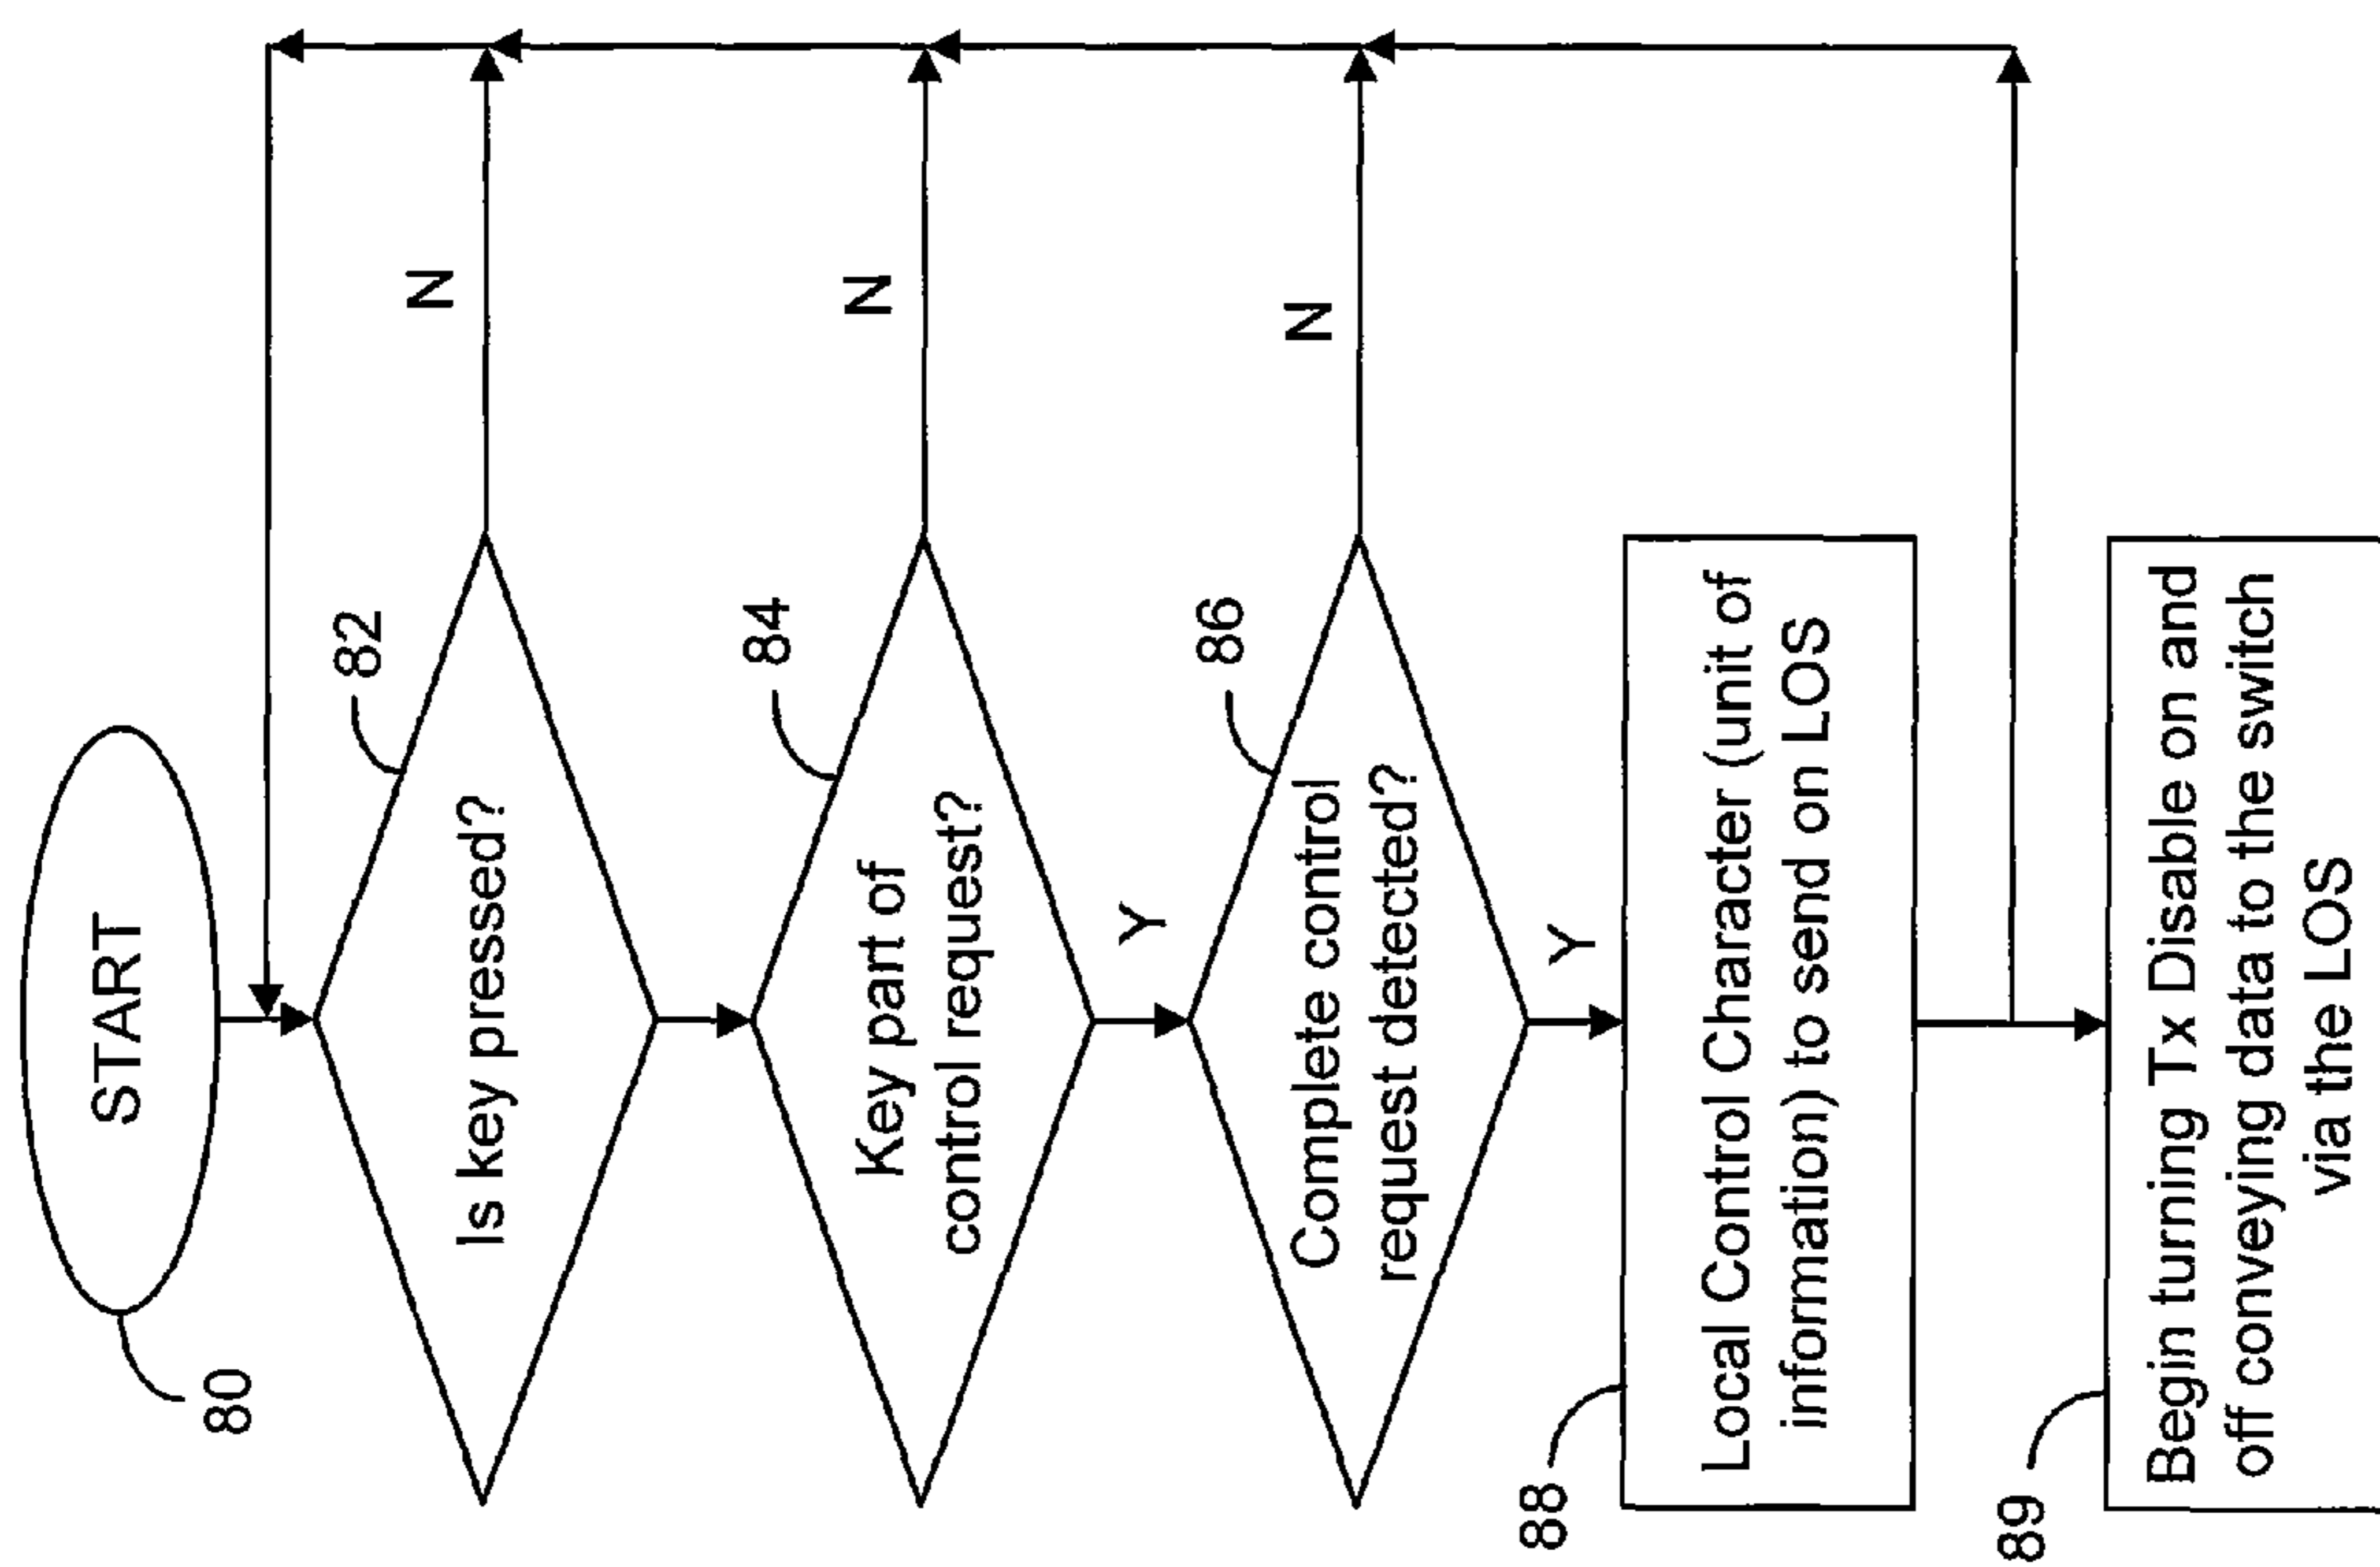 START
80
Is key pressed?
82
N
Key part of
control request?
84
N
Y
Complete control
request detected?
86
N
Y
Local Control Character (unit of
information) to send on LOS
88
Begin turning Tx Disable on and
off conveying data to the switch
via the LOS
89